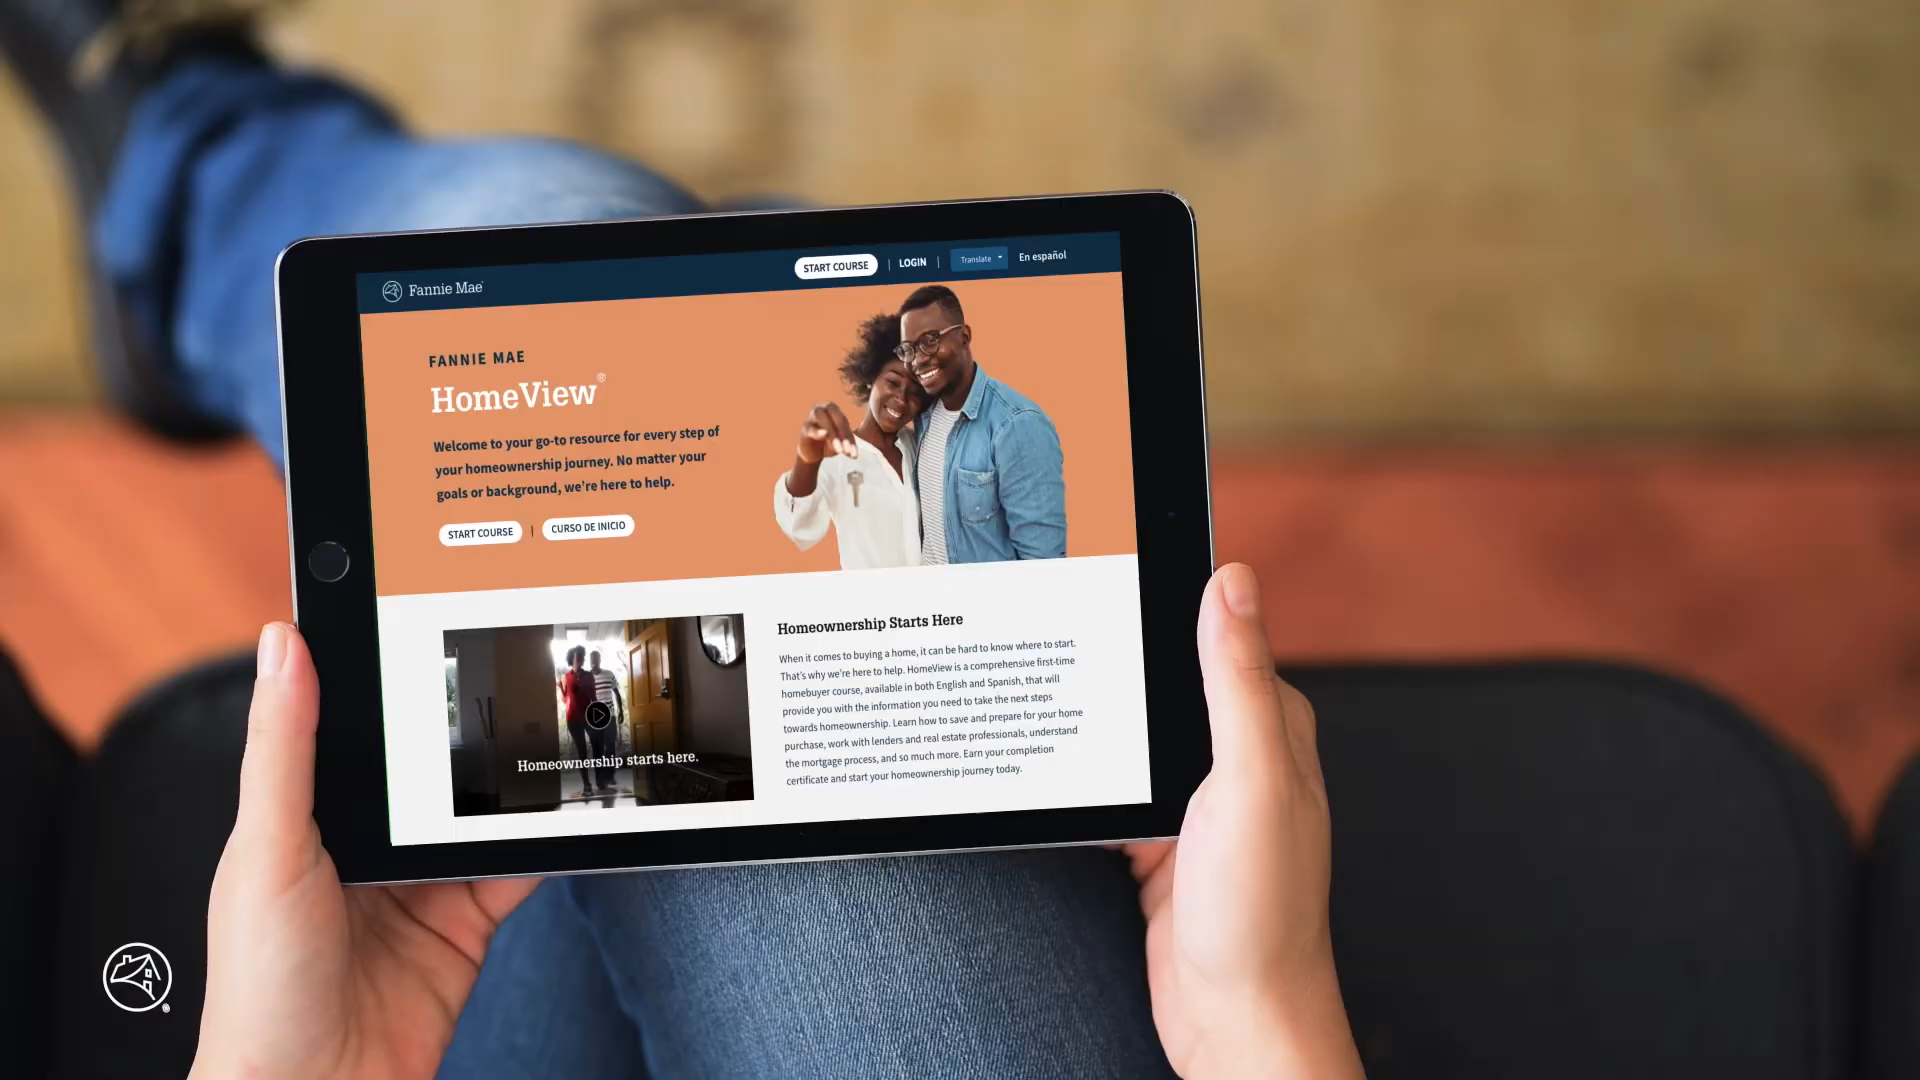 Fannie Mae
START COURSE | LOGIN | Translate En español
FANNIE MAE
HomeView®
Welcome to your go-to resource for every step of
your homeownership journey. No matter your
goals or background, we're here to help.
START COURSE | CURSO DE INICIO
Homeownership starts here.
Homeownership Starts Here
When it comes to buying a home, it can be hard to know where to start.
That's why we're here to help. HomeView is a comprehensive first-time
homebuyer course, available in both English and Spanish, that will
provide you with the information you need to take the next steps
towards homeownership. Learn how to save and prepare for your home
purchase, work with lenders and real estate professionals, understand
the mortgage process, and so much more. Earn your completion
certificate and start your homeownership journey today.
®